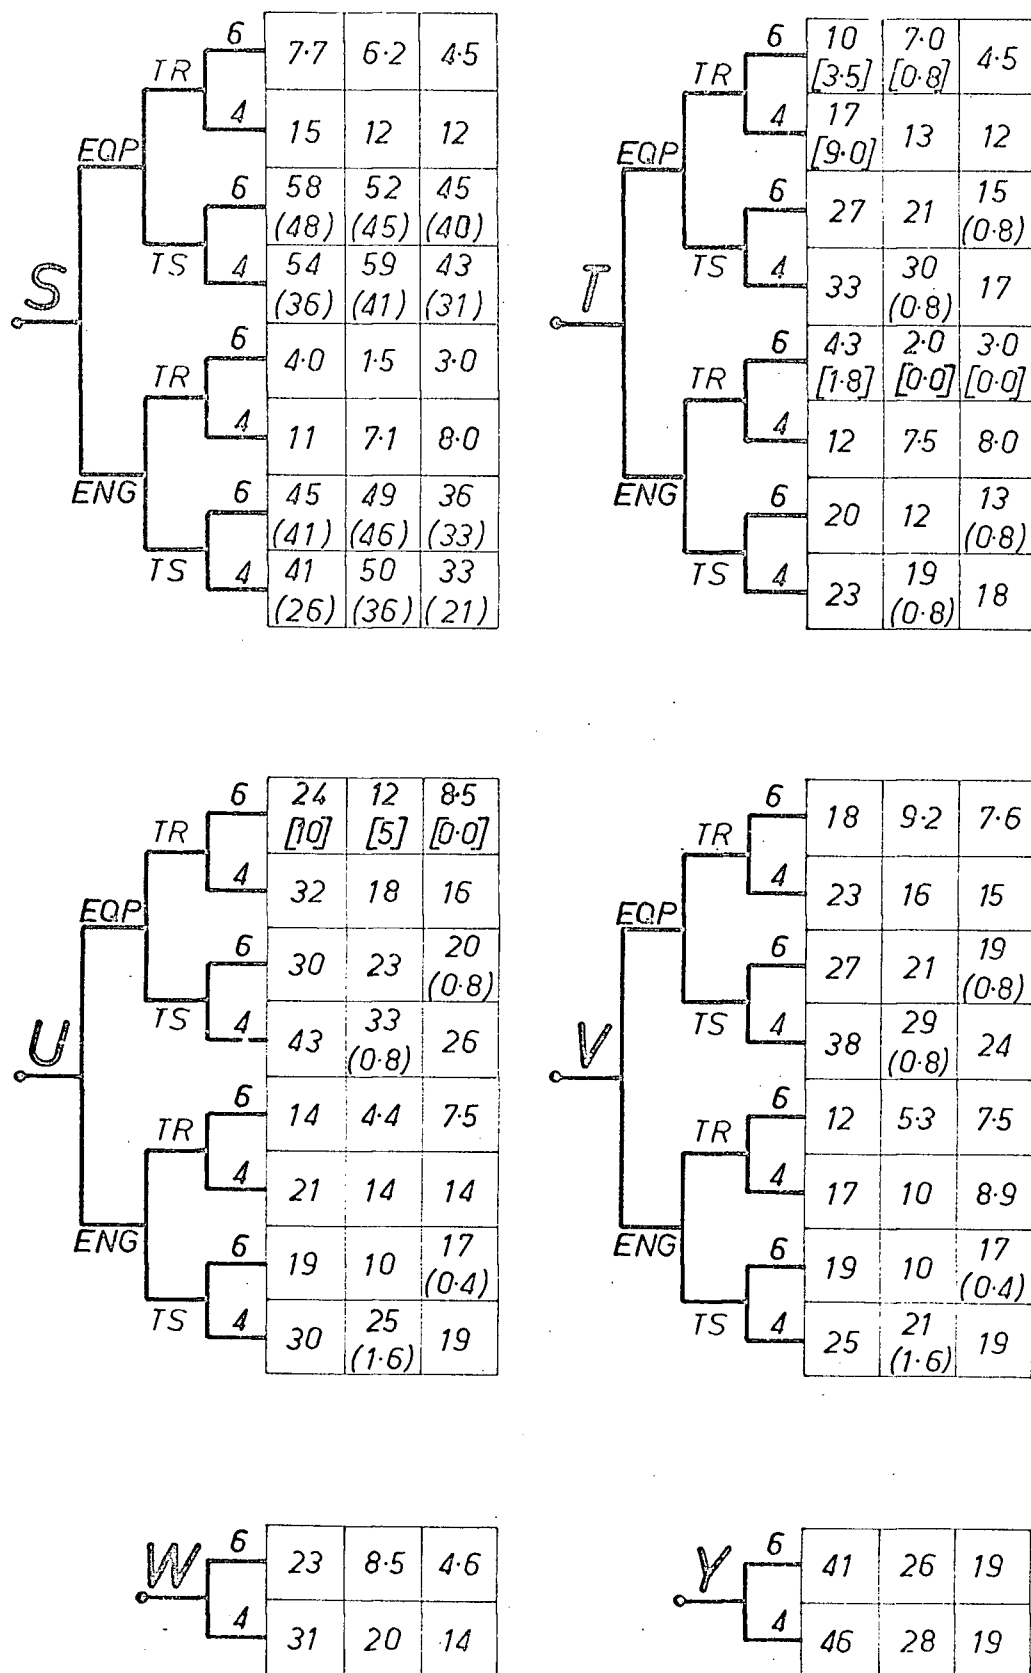 S
EQP
TR
6 7·7 6·2 4·5
4 15 12 12
TS
6 58 52 45
(48) (45) (40)
4 54 59 43
(36) (41) (31)
ENG
TR
6 4·0 1·5 3·0
4 11 7·1 8·0
TS
6 45 49 36
(41) (46) (33)
4 41 50 33
(26) (36) (21)
T
EQP
TR
6 10 7·0 4·5
[3·5] [0·8]
4 17 13 12
[9·0]
TS
6 27 21 15
(0·8)
4 33 30 17
(0·8)
ENG
TR
6 4·3 2·0 3·0
[1·8] [0·0] [0·0]
4 12 7·5 8·0
TS
6 20 12 13
(0·8)
4 23 19 18
(0·8)
U
EQP
TR
6 24 12 8·5
[10] [5] [0·0]
4 32 18 16
TS
6 30 23 20
(0·8)
4 43 33 26
(0·8)
ENG
TR
6 14 4·4 7·5
4 21 14 14
TS
6 19 10 17
(0·4)
4 30 25 19
(1·6)
V
EQP
TR
6 18 9·2 7·6
4 23 16 15
TS
6 27 21 19
(0·8)
4 38 29 24
(0·8)
ENG
TR
6 12 5·3 7·5
4 17 10 8·9
TS
6 19 10 17
(0·4)
4 25 21 19
(1·6)
W
6 23 8·5 4·6
4 31 20 14
Y
6 41 26 19
4 46 28 19